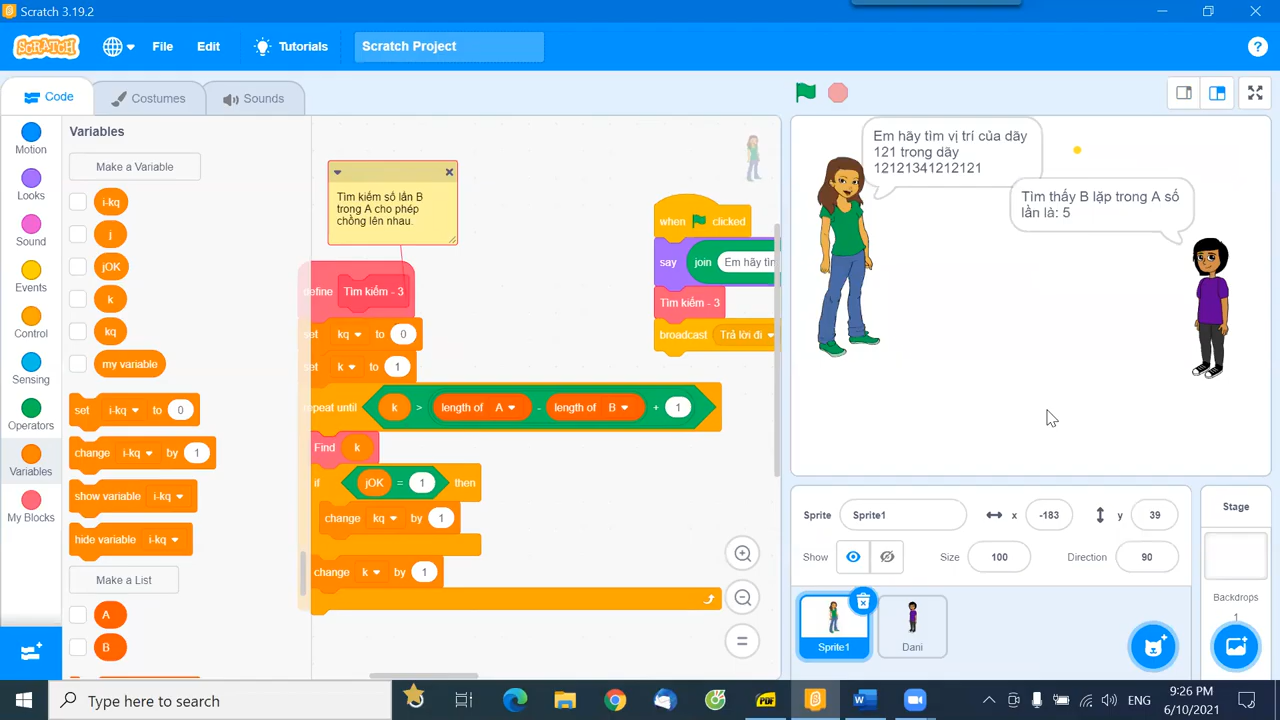 Scratch 3.19.2
SCRATCH
File
Edit
Tutorials
Scratch Project
?
Code
Costumes
Sounds
Motion
Looks
Sound
Events
Control
Sensing
Operators
Variables
My Blocks
Variables
Make a Variable
i-kq
j
jOK
k
kq
my variable
set i-kq to 0
change i-kq by 1
show variable i-kq
hide variable i-kq
Make a List
A
B
Tìm kiếm số lần B
trong A cho phép
chồng lên nhau.
define Tìm kiếm - 3
set kq to 0
set k to 1
repeat until k > length of A - length of B + 1
Find k
if jOK = 1 then
change kq by 1
change k by 1
when clicked
say join Em hãy tìn
Tìm kiếm - 3
broadcast Trả lời đi
Em hãy tìm vị trí của dãy
121 trong dãy
12121341212121
Tìm thấy B lặp trong A số
lần là: 5
Sprite
Sprite1
x
-183
y
39
Show
Size
100
Direction
90
Sprite1
Dani
Stage
Backdrops
1
Type here to search
PDF
ENG
9:26 PM
6/10/2021